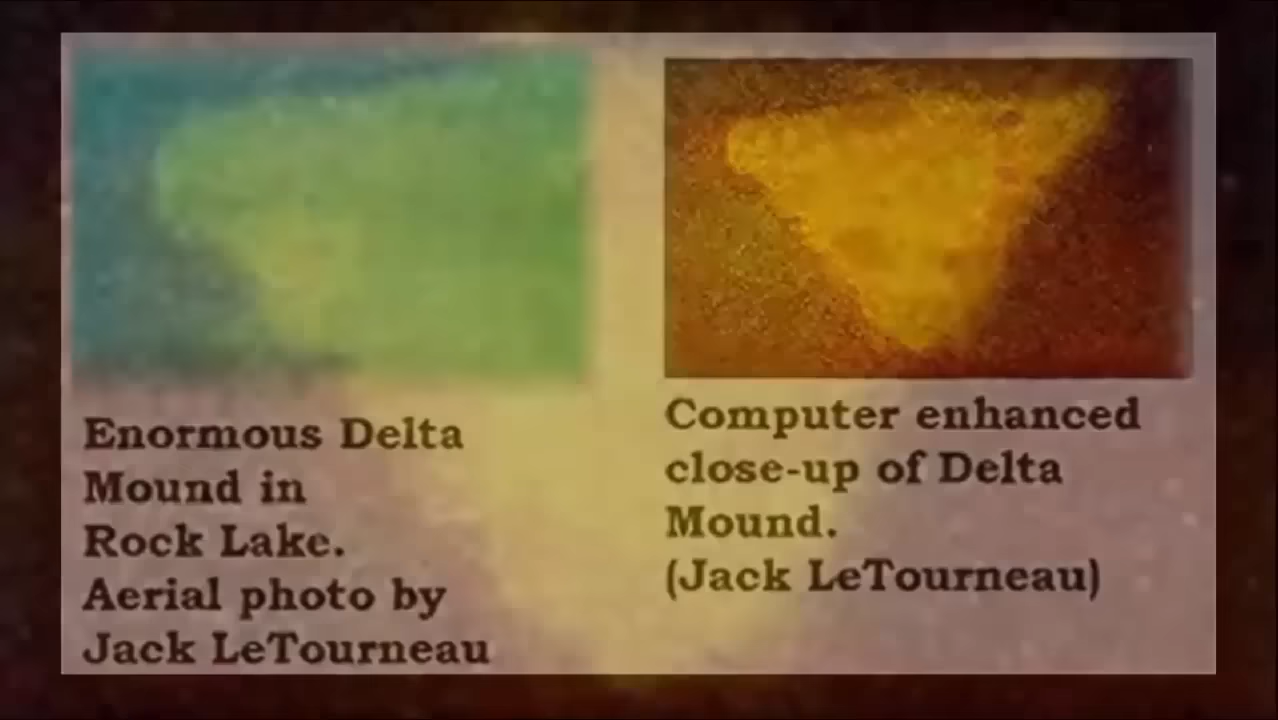 Enormous Delta
Mound in
Rock Lake.
Aerial photo by
Jack LeTourneau
Computer enhanced
close-up of Delta
Mound.
(Jack LeTourneau)